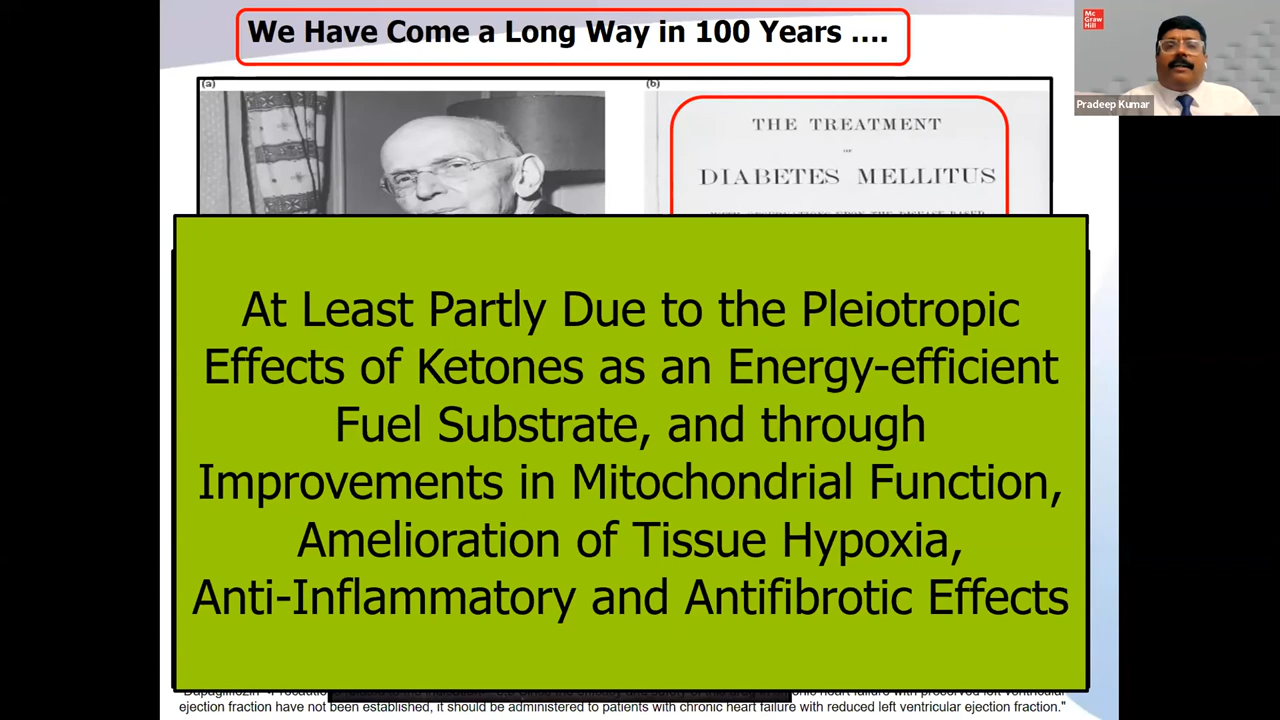 We Have Come a Long Way in 100 Years ....
Mc
Graw
Hill
Pradeep Kumar
(a)
(b)
THE TREATMENT
OF
DIABETES MELLITUS
At Least Partly Due to the Pleiotropic
Effects of Ketones as an Energy-efficient
Fuel Substrate, and through
Improvements in Mitochondrial Function,
Amelioration of Tissue Hypoxia,
Anti-Inflammatory and Antifibrotic Effects
ejection fraction have not been established, it should be administered to patients with chronic heart failure with reduced left ventricular ejection fraction."